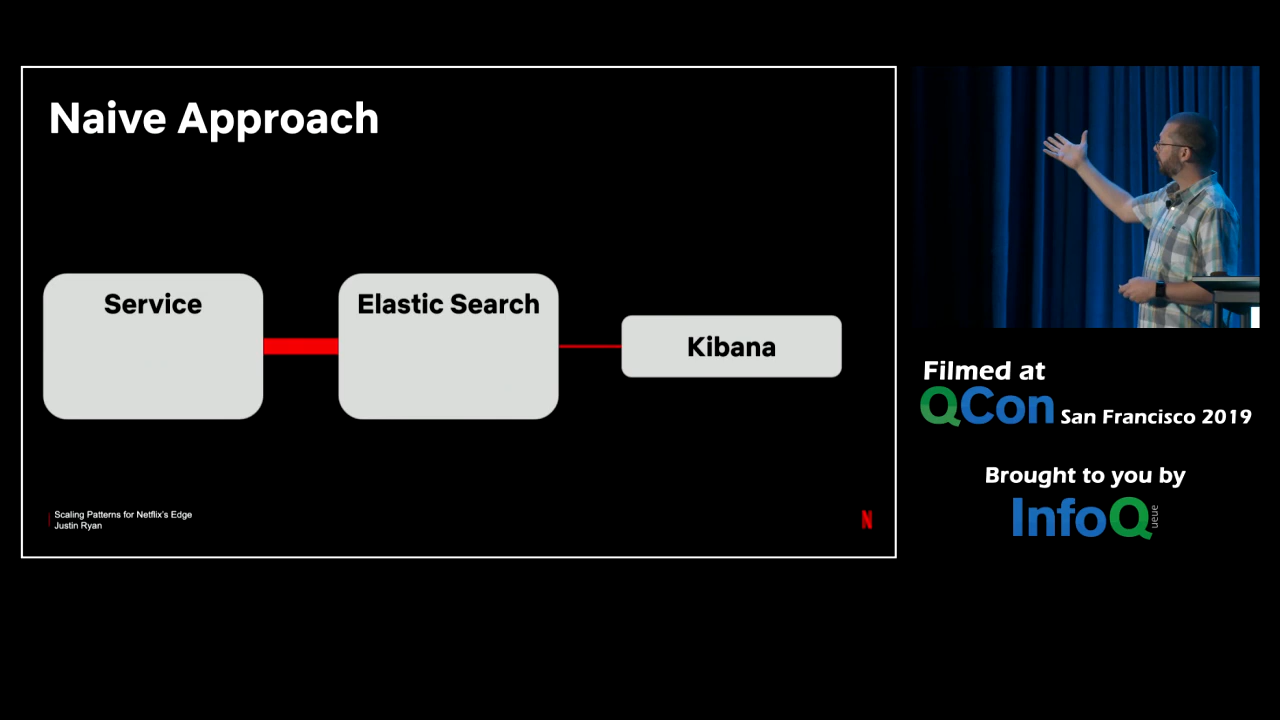 Naive Approach
Service
Elastic Search
Kibana
Scaling Patterns for Netflix's Edge
Justin Ryan
N
Filmed at
QCon San Francisco 2019
Brought to you by
InfoQueue